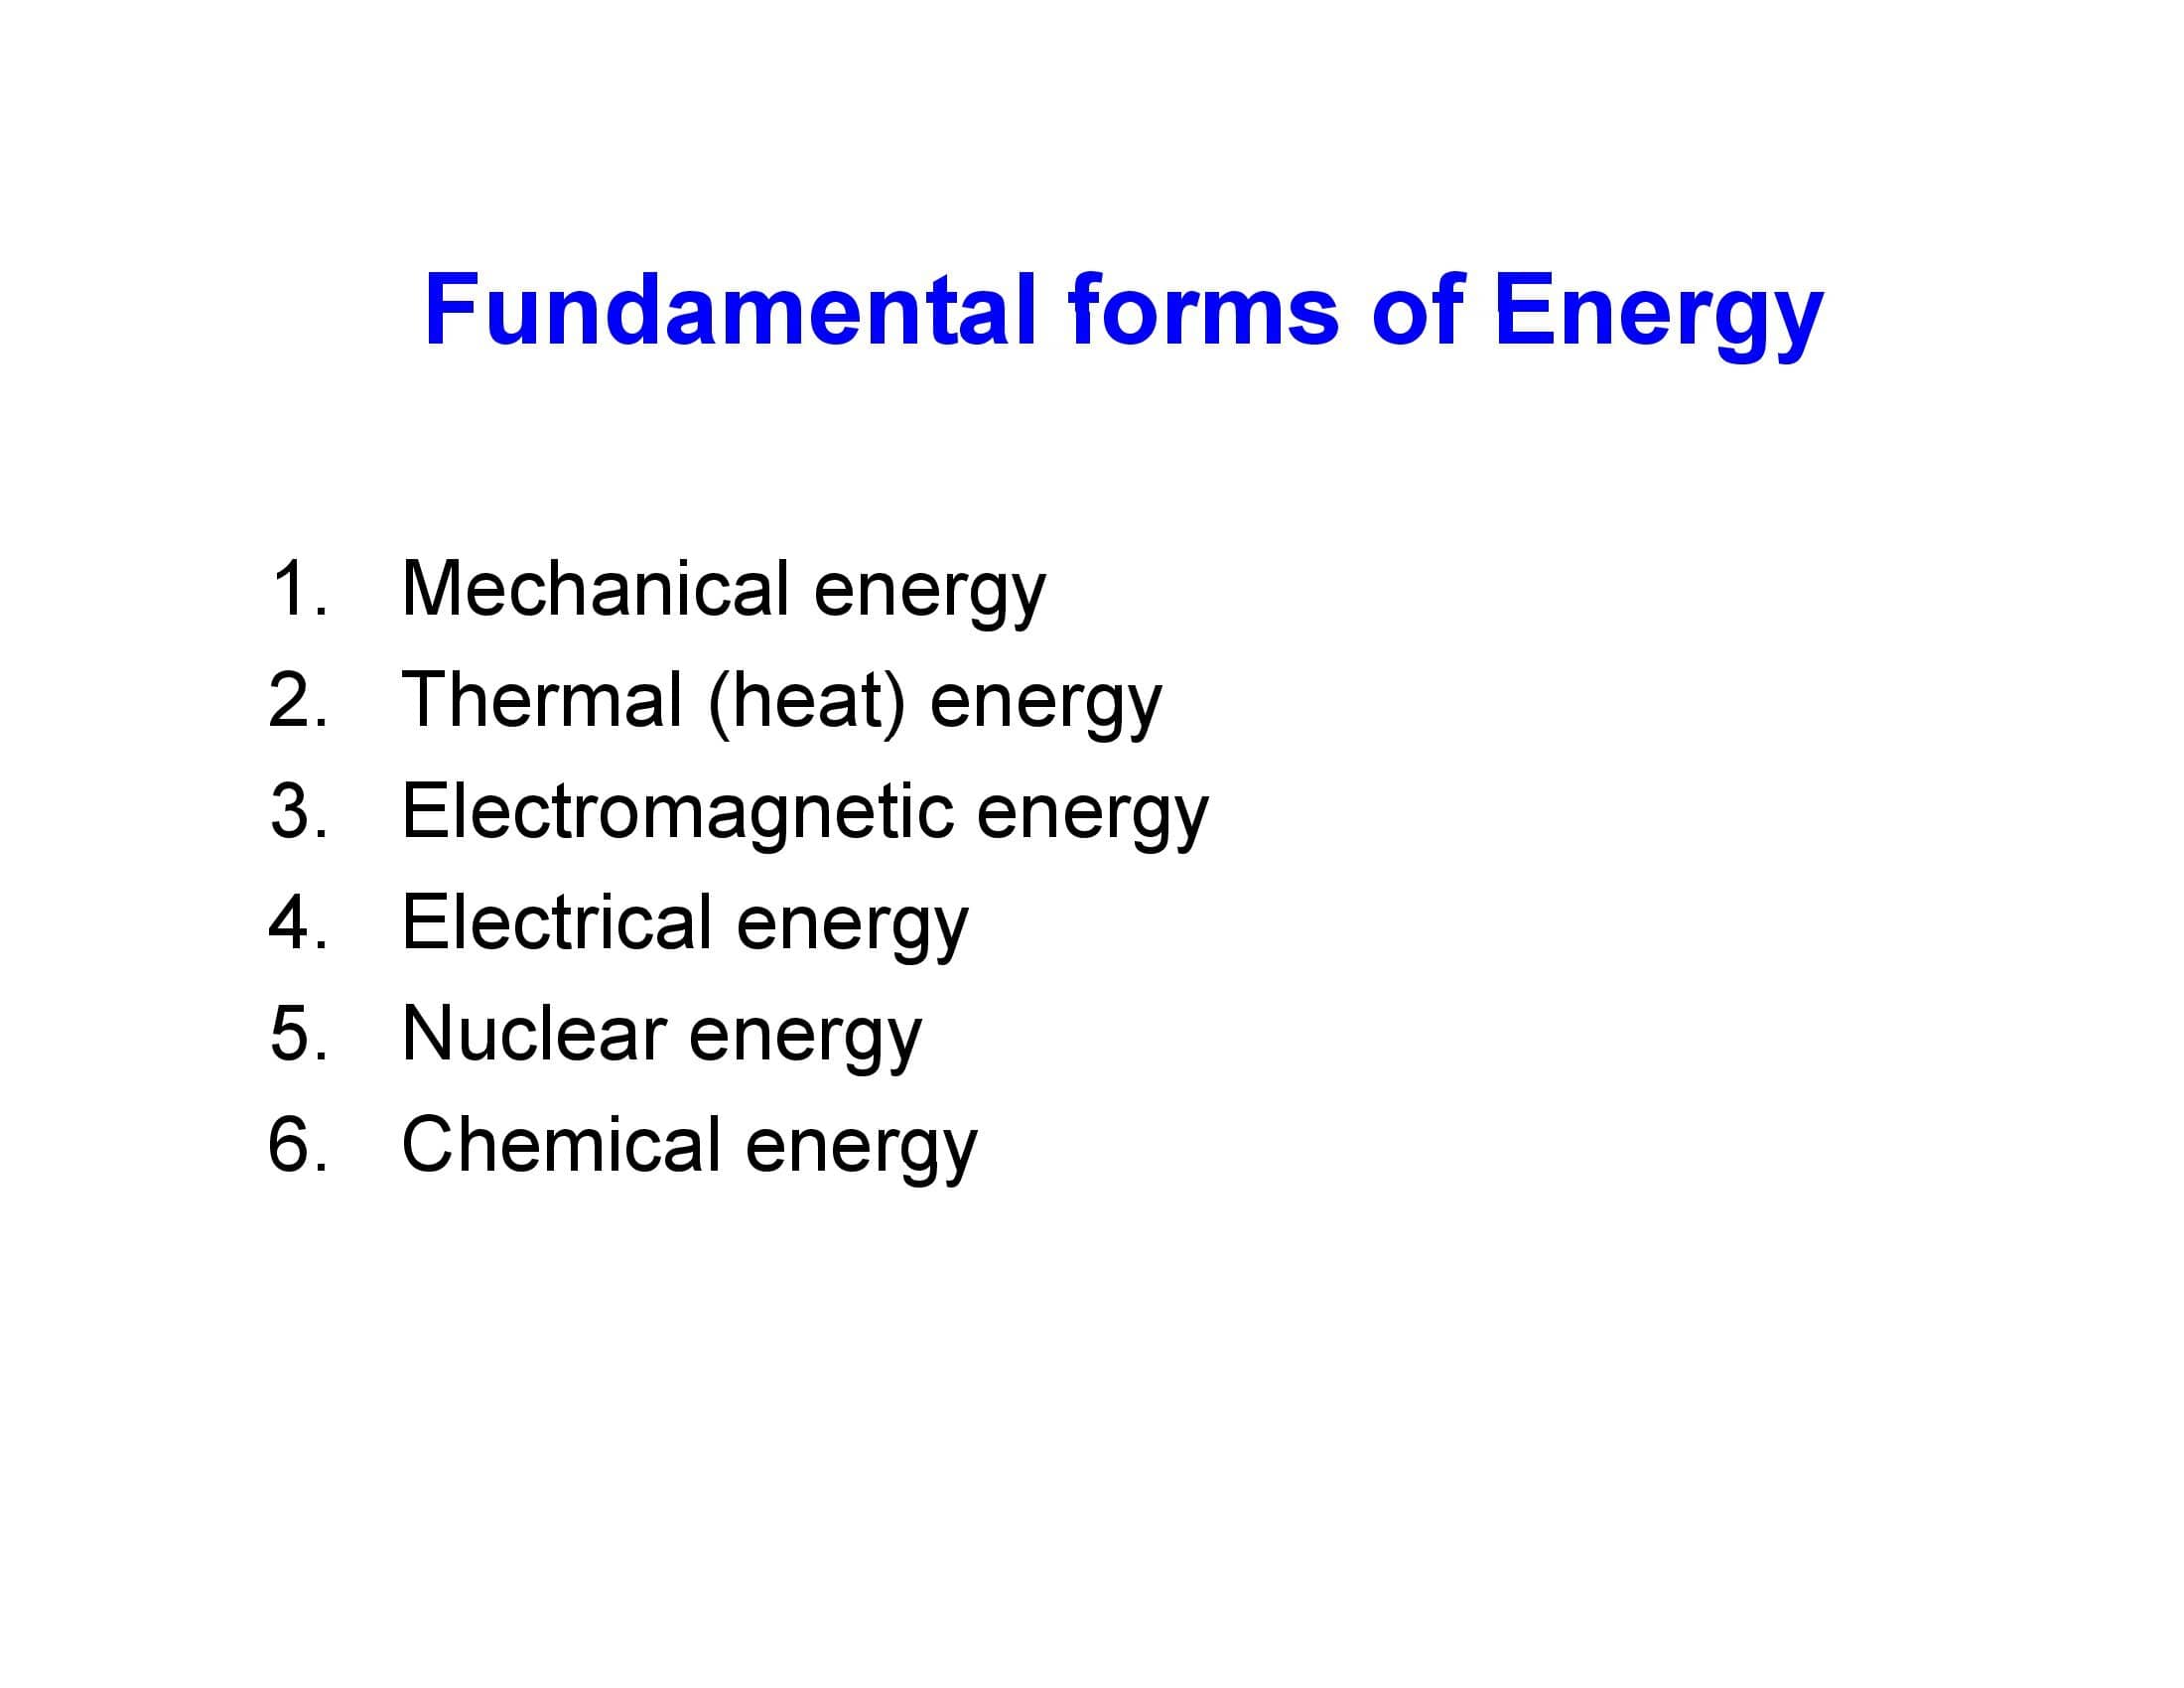 Fundamental forms of Energy
1. Mechanical energy
2. Thermal (heat) energy
3. Electromagnetic energy
4. Electrical energy
5. Nuclear energy
6. Chemical energy